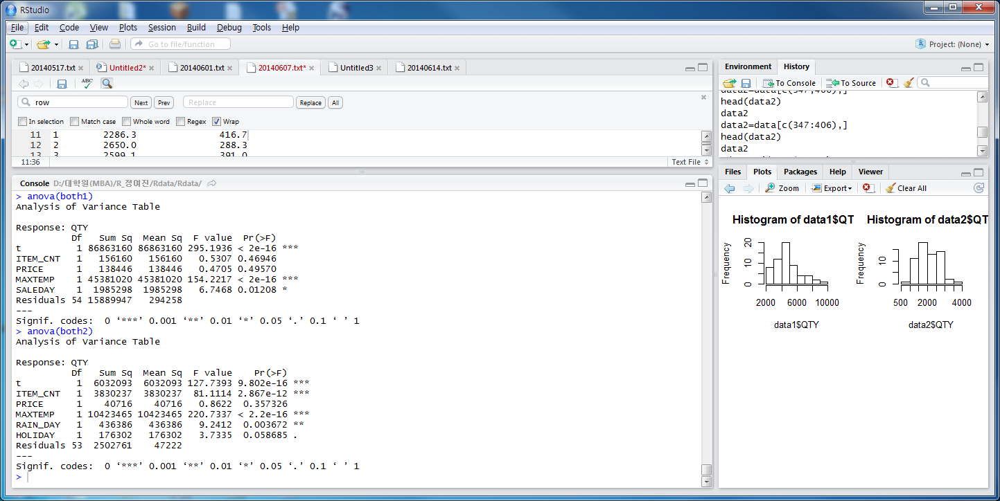 RStudio
File Edit Code View Plots Session Build Debug Tools Help
Go to file/function
Project: (None)
20140517.txt Untitled2* 20140601.txt 20140607.txt* Untitled3 20140614.txt
ABC
row Next Prev Replace Replace All
In selection Match case Whole word Regex Wrap
11 1 2286.3 416.7
12 2 2650.0 288.3
13 3 2599.1 391.0
11:36 Text File
Console D:/대학원(MBA)/R_정여진/Rdata/Rdata/
> anova(both1)
Analysis of Variance Table
Response: QTY
Df Sum Sq Mean Sq F value Pr(>F)
t 1 86863160 86863160 295.1936 < 2e-16 ***
ITEM_CNT 1 156160 156160 0.5307 0.46946
PRICE 1 138446 138446 0.4705 0.49570
MAXTEMP 1 45381020 45381020 154.2217 < 2e-16 ***
SALEDAY 1 1985298 1985298 6.7468 0.01208 *
Residuals 54 15889947 294258
---
Signif. codes: 0 ‘***’ 0.001 ‘**’ 0.01 ‘*’ 0.05 ‘.’ 0.1 ‘ ’ 1
> anova(both2)
Analysis of Variance Table
Response: QTY
Df Sum Sq Mean Sq F value Pr(>F)
t 1 6032093 6032093 127.7393 9.802e-16 ***
ITEM_CNT 1 3830237 3830237 81.1114 2.867e-12 ***
PRICE 1 40716 40716 0.8622 0.357326
MAXTEMP 1 10423465 10423465 220.7337 < 2.2e-16 ***
RAIN_DAY 1 436386 436386 9.2412 0.003672 **
HOLIDAY 1 176302 176302 3.7335 0.058685 .
Residuals 53 2502761 47222
---
Signif. codes: 0 ‘***’ 0.001 ‘**’ 0.01 ‘*’ 0.05 ‘.’ 0.1 ‘ ’ 1
>
Environment History
To Console To Source
data2=data[c(347:406),]
head(data2)
data2
data2=data[c(347:406),]
head(data2)
data2
Files Plots Packages Help Viewer
Zoom Export Clear All
Histogram of data1$QT Histogram of data2$QT
Frequency
0 10 20
2000 6000 10000
data1$QTY
Frequency
0 10
500 2000 4000
data2$QTY